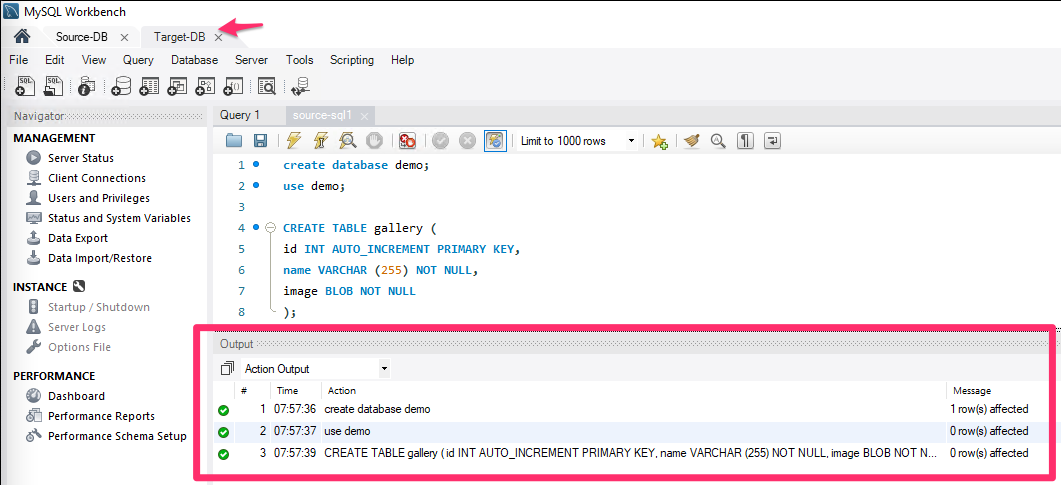 MySQL Workbench
Source-DB
Target-DB
File Edit View Query Database Server Tools Scripting Help
Navigator
MANAGEMENT
Server Status
Client Connections
Users and Privileges
Status and System Variables
Data Export
Data Import/Restore
INSTANCE
Startup / Shutdown
Server Logs
Options File
PERFORMANCE
Dashboard
Performance Reports
Performance Schema Setup
Query 1 source-sql1
Limit to 1000 rows
1 create database demo;
2 use demo;
3
4 CREATE TABLE gallery (
5 id INT AUTO_INCREMENT PRIMARY KEY,
6 name VARCHAR (255) NOT NULL,
7 image BLOB NOT NULL
8 );
Output
Action Output
# Time Action Message
1 07:57:36 create database demo 1 row(s) affected
2 07:57:37 use demo 0 row(s) affected
3 07:57:39 CREATE TABLE gallery ( id INT AUTO_INCREMENT PRIMARY KEY, name VARCHAR (255) NOT NULL, image BLOB NOT N... 0 row(s) affected